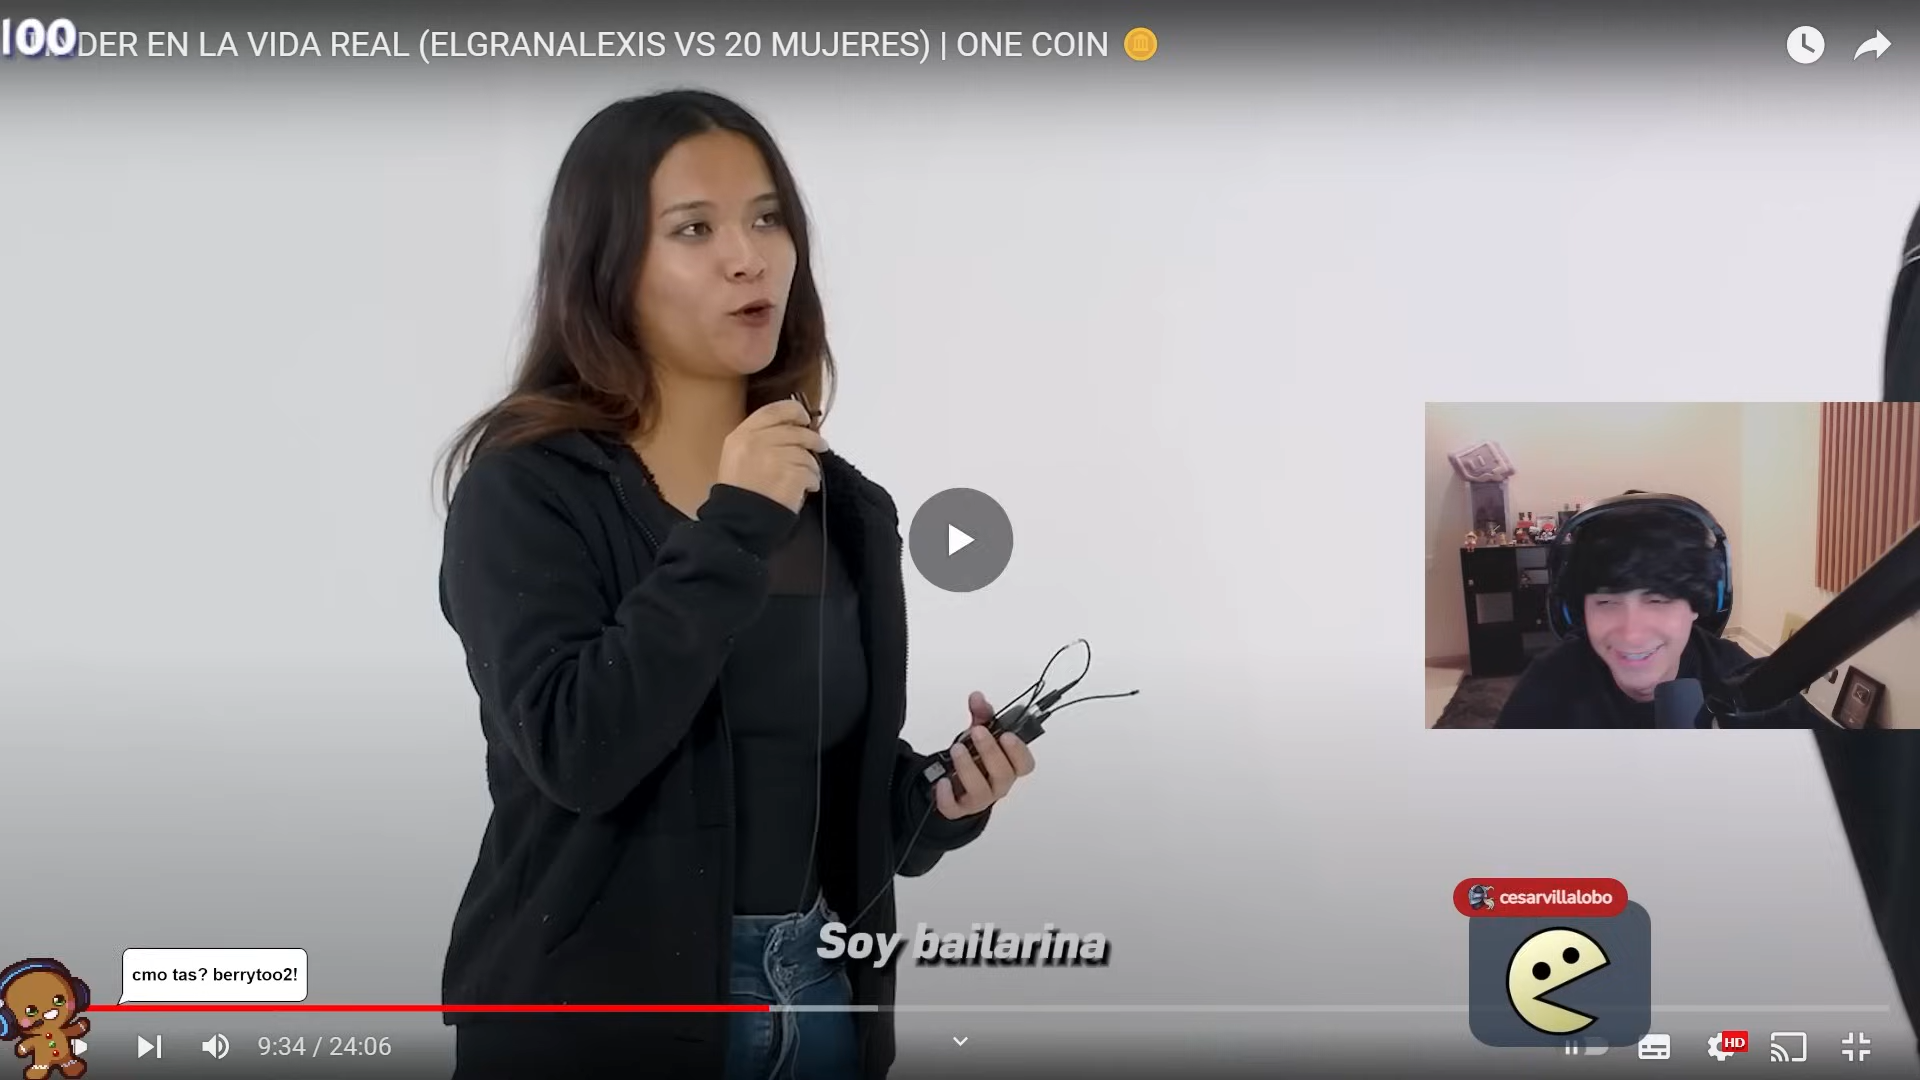 100
DER EN LA VIDA REAL (ELGRANALEXIS VS 20 MUJERES) | ONE COIN
cesarvillalobo
Soy bailarina
cmo tas? berrytoo2!
9:34 / 24:06
HD